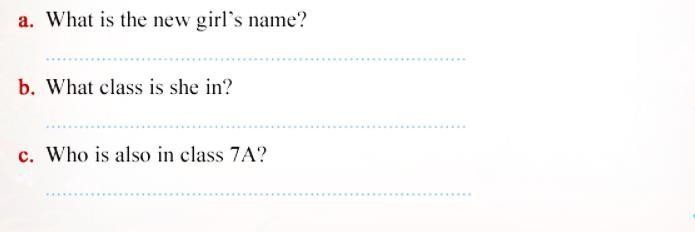 a. What is the new girl's name?
b. What class is she in?
c. Who is also in class 7A?